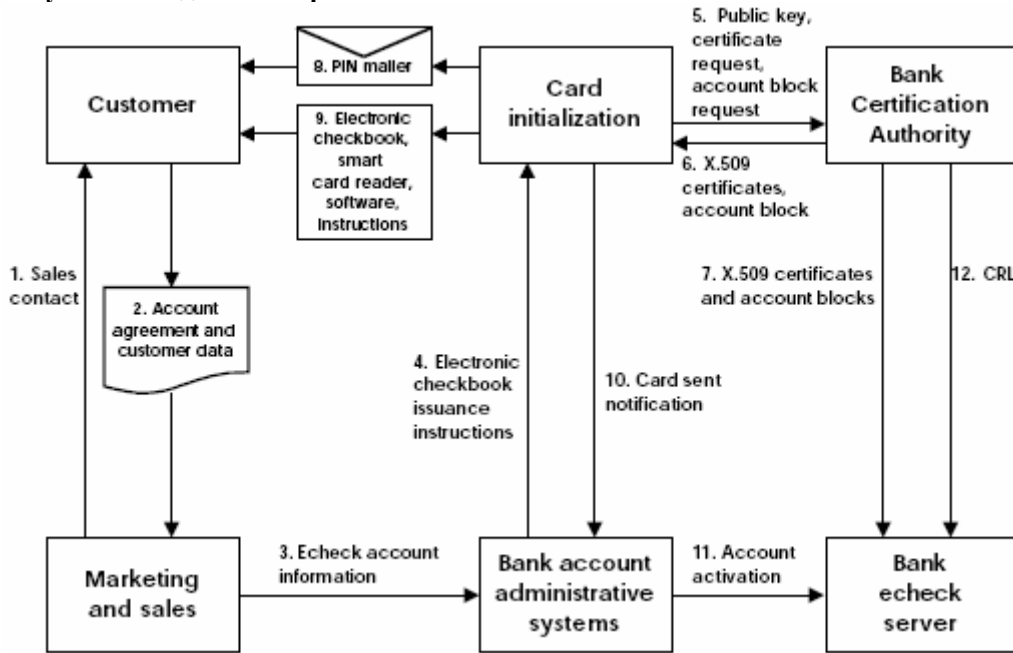 5. Public key,
certificate
request,
account block
request
8. PIN mailer
Customer
Card
initialization
Bank
Certification
Authority
9. Electronic
checkbook,
smart
card reader,
software,
instructions
6. X.509
certificates,
account block
1. Sales
contact
2. Account
agreement and
customer data
7. X.509 certificates
and account blocks
12. CRL
4. Electronic
checkbook
issuance
instructions
10. Card sent
notification
Marketing
and sales
3. Echeck account
information
Bank account
administrative
systems
11. Account
activation
Bank
echeck
server